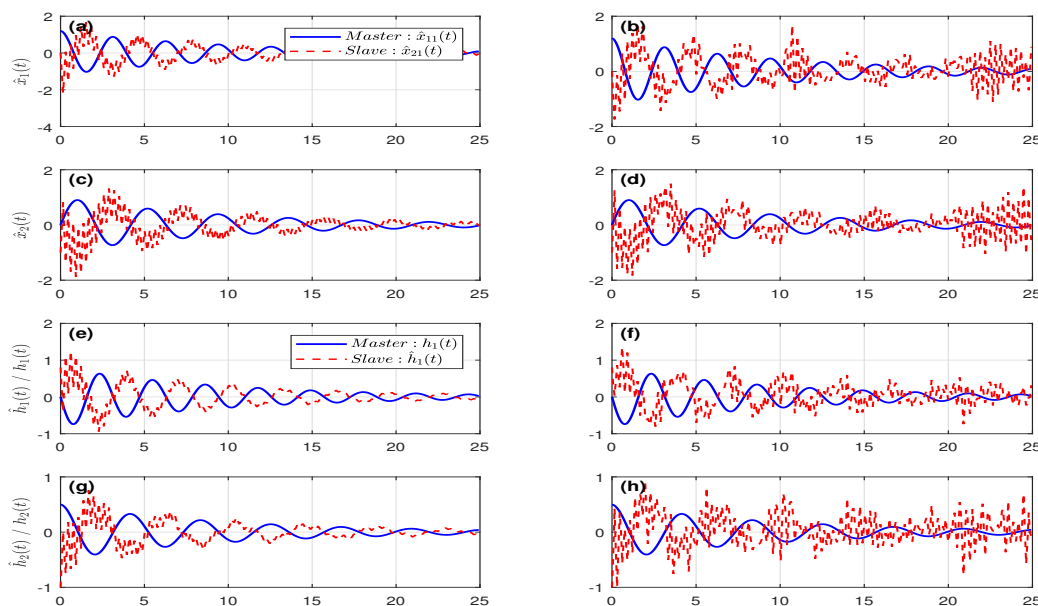 2 (a) Master : x̂₁₁(t) 2 (b)
Slave : x̂₂₁(t)
0 0
x̂₁(t)
-2
-4 -2
0 5 10 15 20 25 0 5 10 15 20 25
2 (c) 2 (d)
x̂₂(t)
0 0
-2 -2
0 5 10 15 20 25 0 5 10 15 20 25
2 (e) Master : h₁(t) 2 (f)
Slave : ĥ₁(t)
1 1
ĥ₁(t) / h₁(t)
0 0
-1 -1
0 5 10 15 20 25 0 5 10 15 20 25
1 (g) 1 (h)
ĥ₂(t) / h₂(t)
0 0
-1 -1
0 5 10 15 20 25 0 5 10 15 20 25